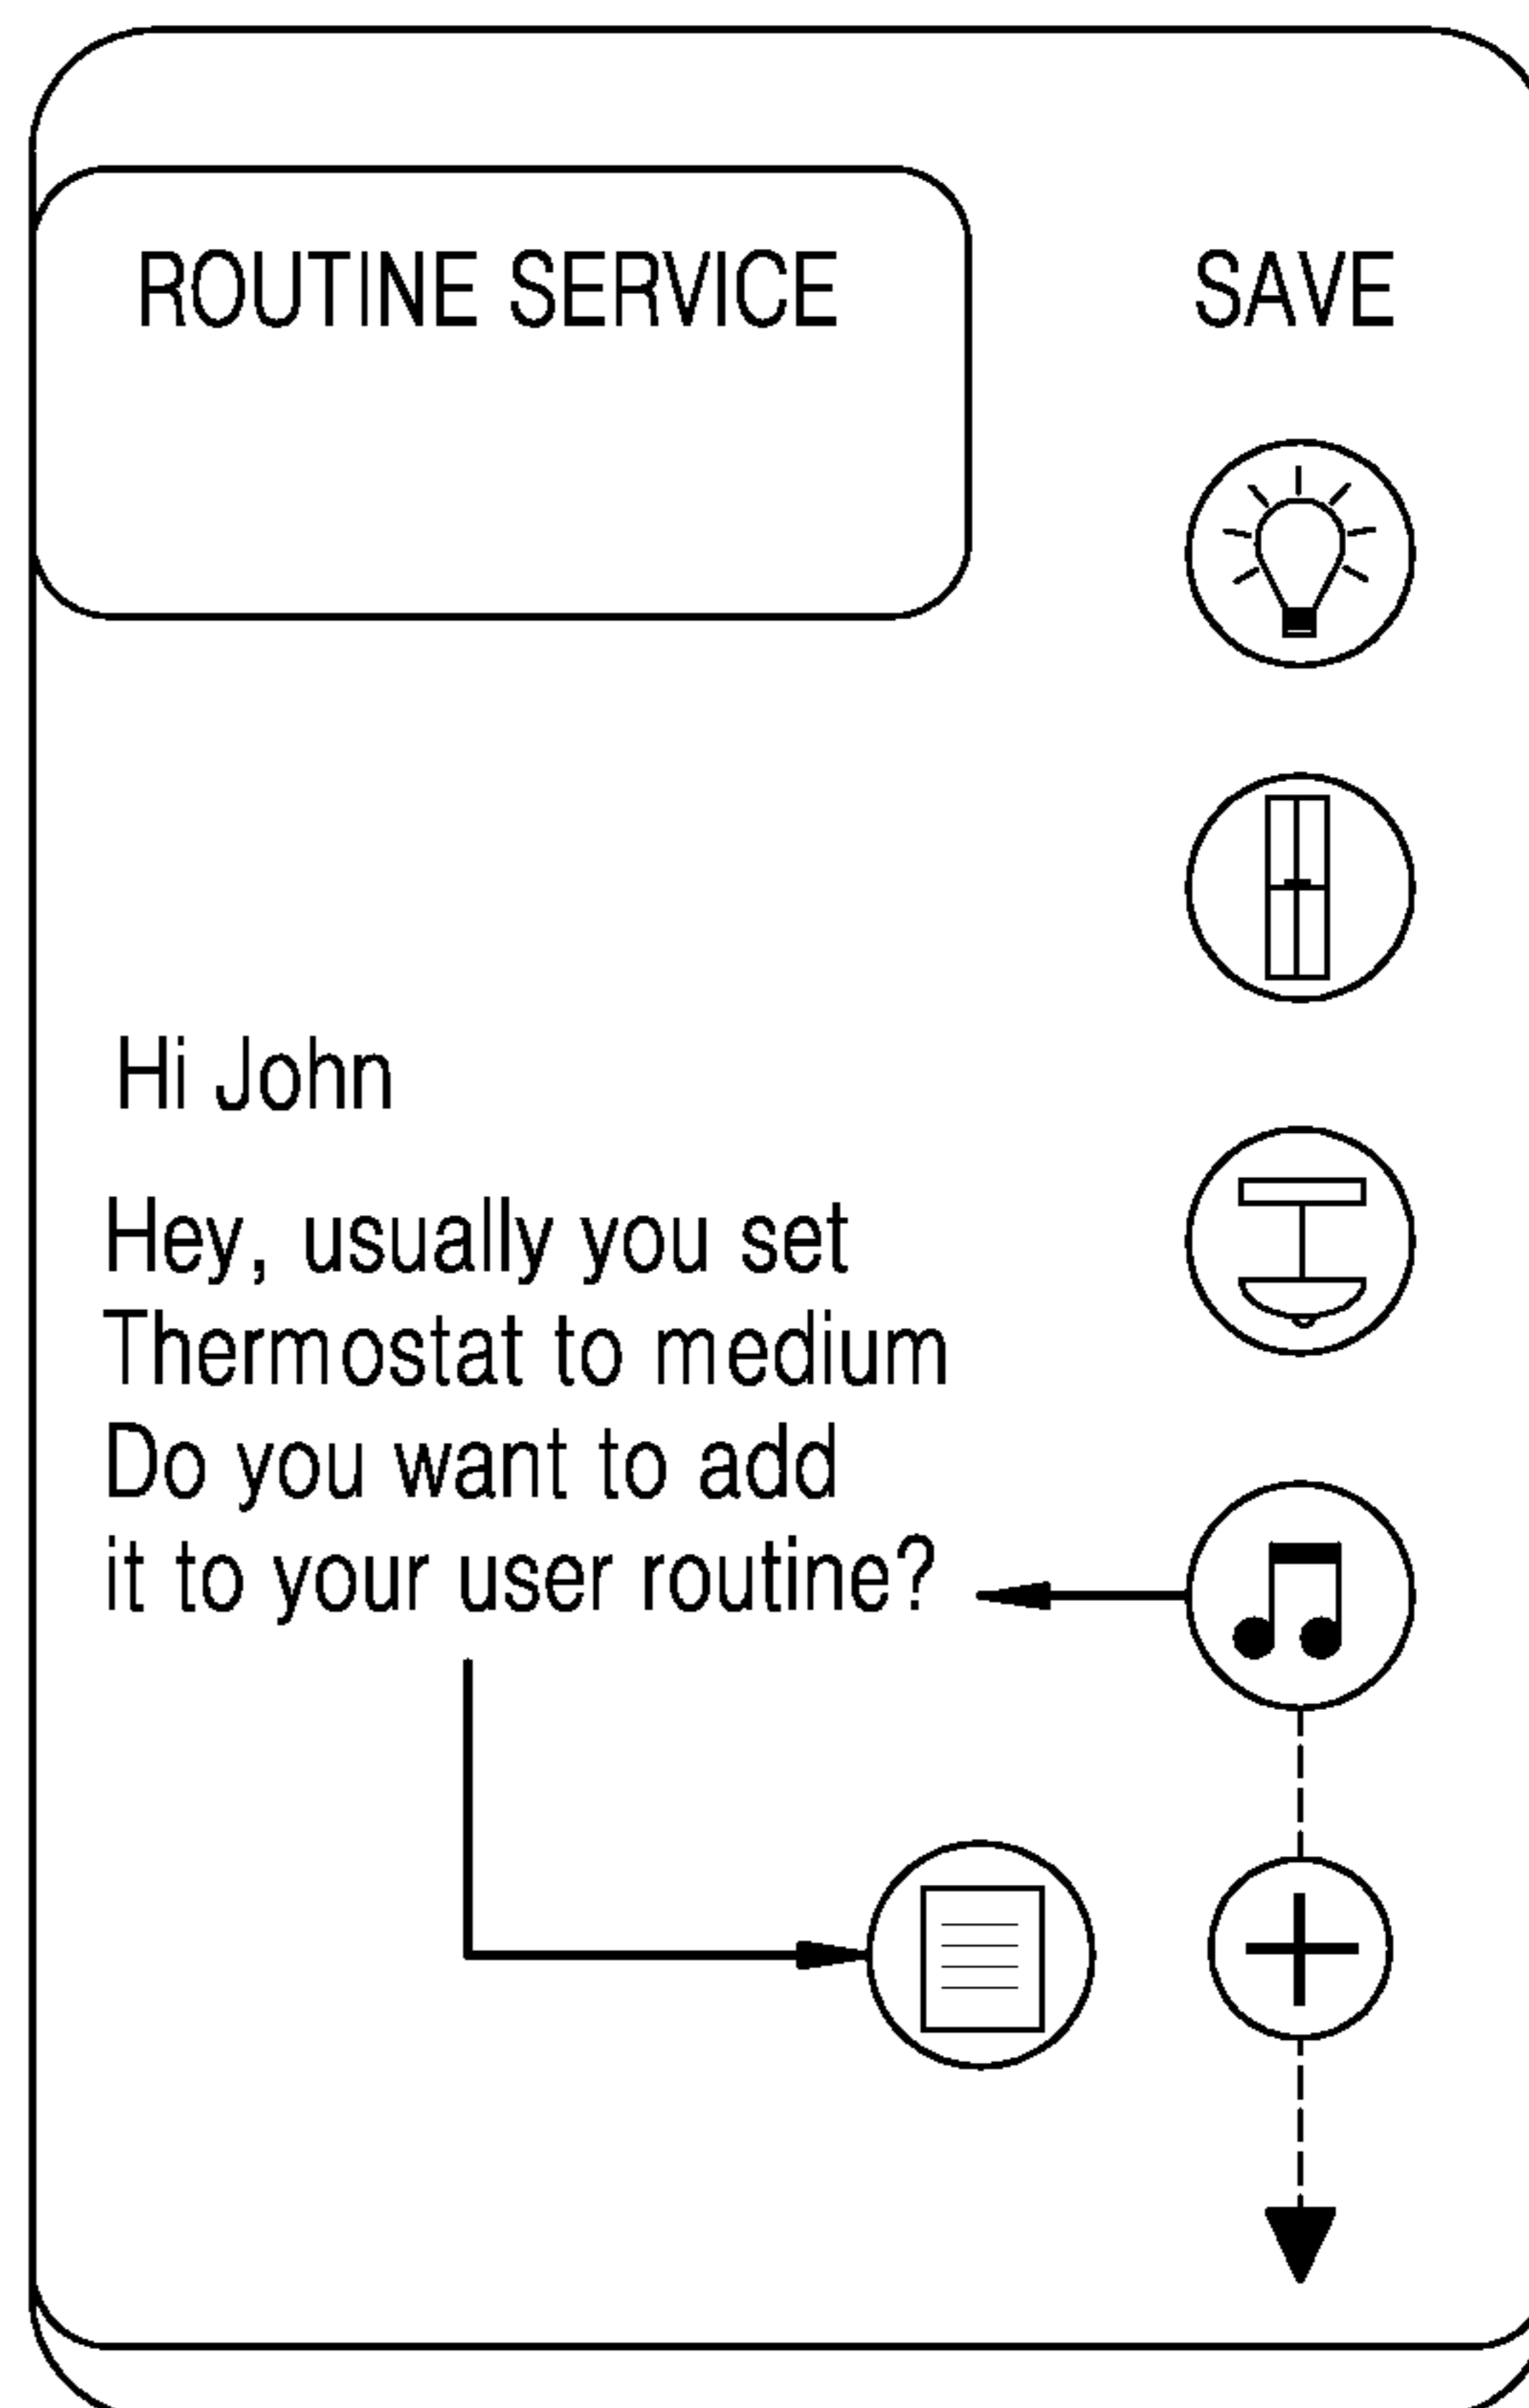 ROUTINE SERVICE
SAVE
Hi John
Hey, usually you set
Thermostat to medium
Do you want to add
it to your user routine?